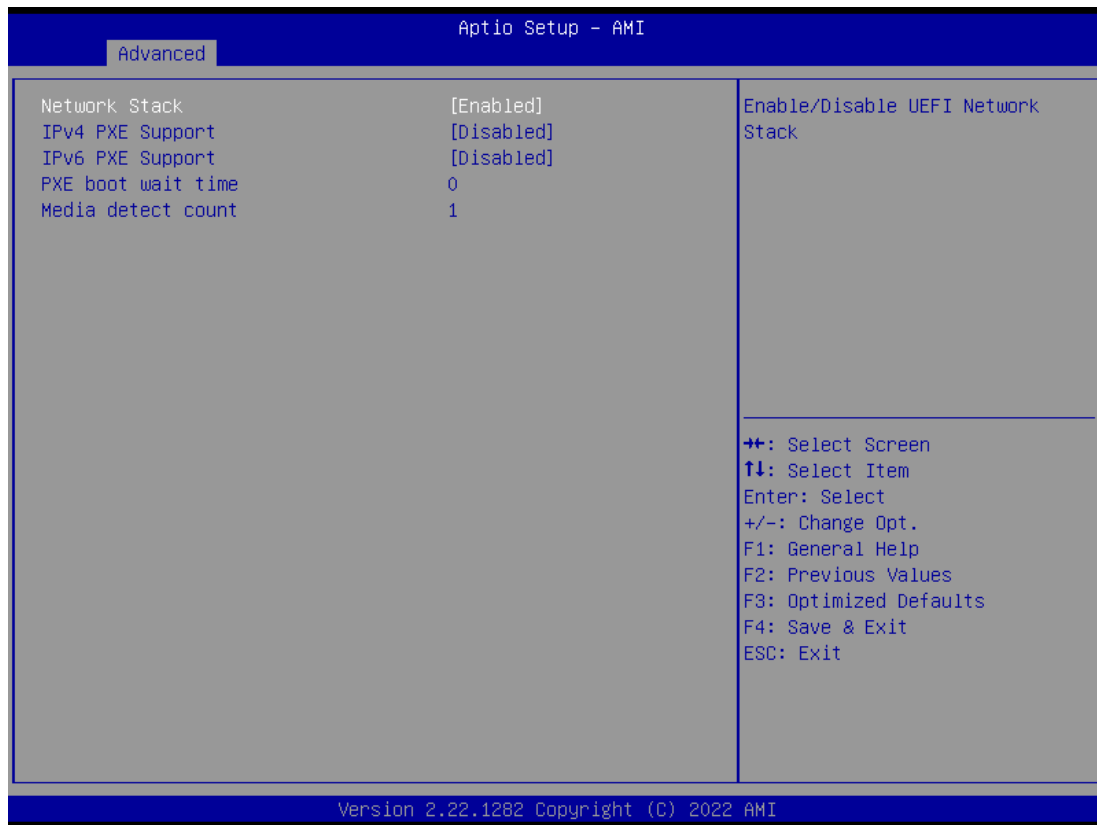 Aptio Setup – AMI
Advanced
Network Stack [Enabled]
IPv4 PXE Support [Disabled]
IPv6 PXE Support [Disabled]
PXE boot wait time 0
Media detect count 1
Enable/Disable UEFI Network
Stack
→←: Select Screen
↑↓: Select Item
Enter: Select
+/-: Change Opt.
F1: General Help
F2: Previous Values
F3: Optimized Defaults
F4: Save & Exit
ESC: Exit
Version 2.22.1282 Copyright (C) 2022 AMI